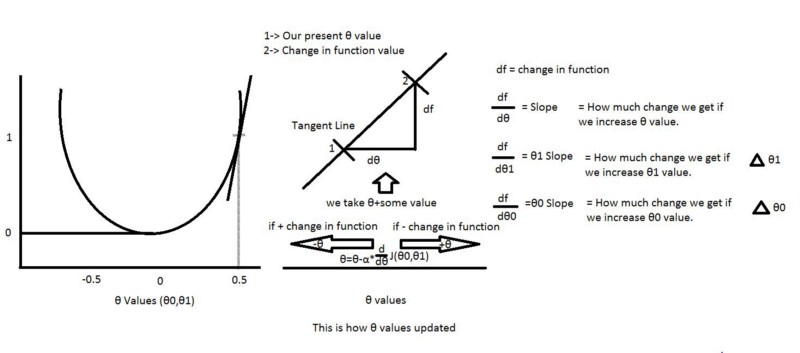 1-> Our present θ value
2-> Change in function value
1
0
-0.5
0
0.5
θ Values (θ0,θ1)
2
df
Tangent Line
1
dθ
we take θ+some value
if + change in function
if - change in function
-θ
+θ
θ=θ-α*d/dθ J(θ0,θ1)
θ values
This is how θ values updated
df = change in function
df/dθ = Slope = How much change we get if
we increase θ value.
df/dθ1 = θ1 Slope = How much change we get if
we increase θ1 value.
Δ θ1
df/dθ0 =θ0 Slope = How much change we get if
we increase θ0 value.
Δ θ0